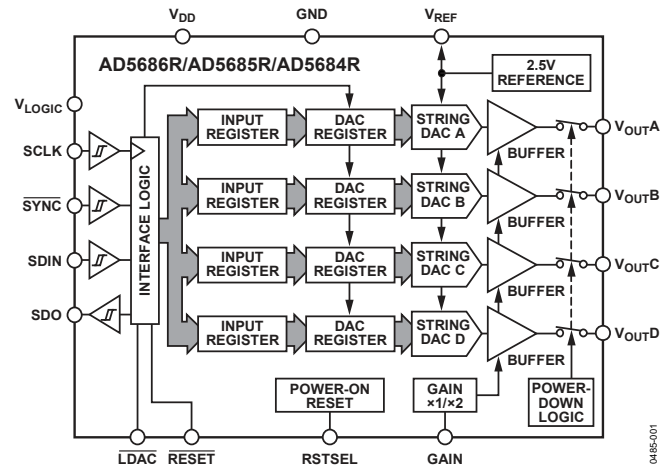 VDD
GND
VREF
AD5686R/AD5685R/AD5684R
2.5V
REFERENCE
VLOGIC
SCLK
SYNC
SDIN
SDO
INTERFACE LOGIC
INPUT
REGISTER
DAC
REGISTER
STRING
DAC A
BUFFER
VOUTA
INPUT
REGISTER
DAC
REGISTER
STRING
DAC B
BUFFER
VOUTB
INPUT
REGISTER
DAC
REGISTER
STRING
DAC C
BUFFER
VOUTC
INPUT
REGISTER
DAC
REGISTER
STRING
DAC D
BUFFER
VOUTD
POWER-ON
RESET
GAIN
×1/×2
POWER-
DOWN
LOGIC
LDAC
RESET
RSTSEL
GAIN
0485-001